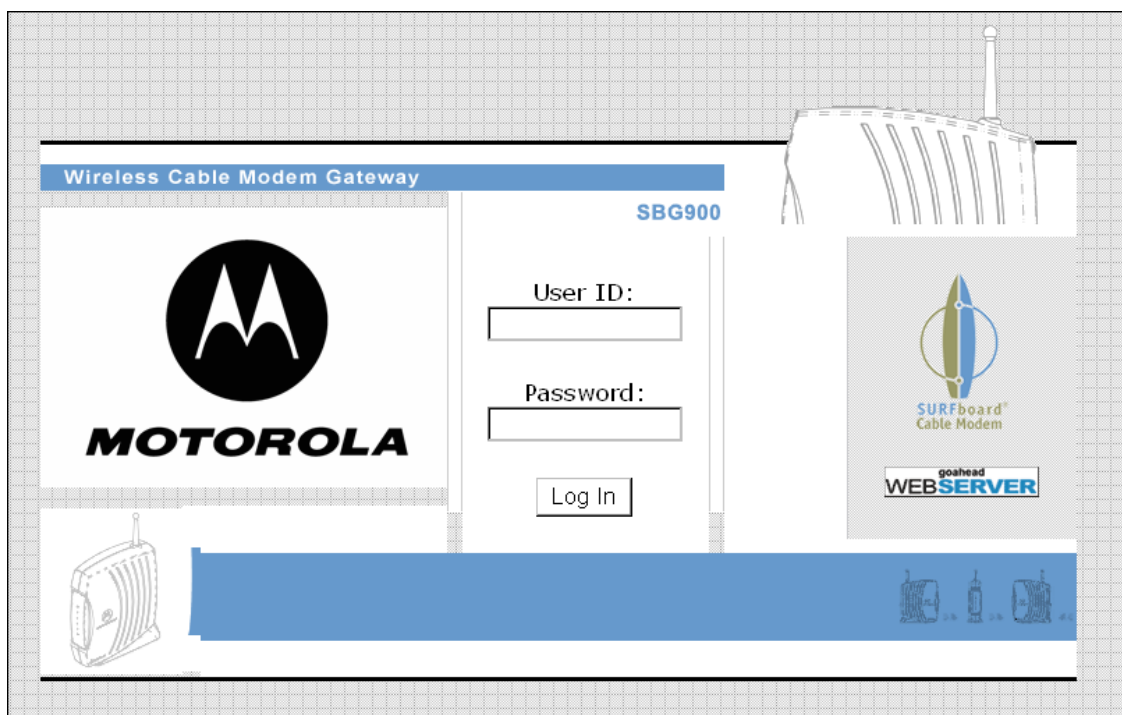 Wireless Cable Modem Gateway
SBG900
MOTOROLA
User ID:
Password:
Log In
SURFboard®
Cable Modem
goahead
WEBSERVER